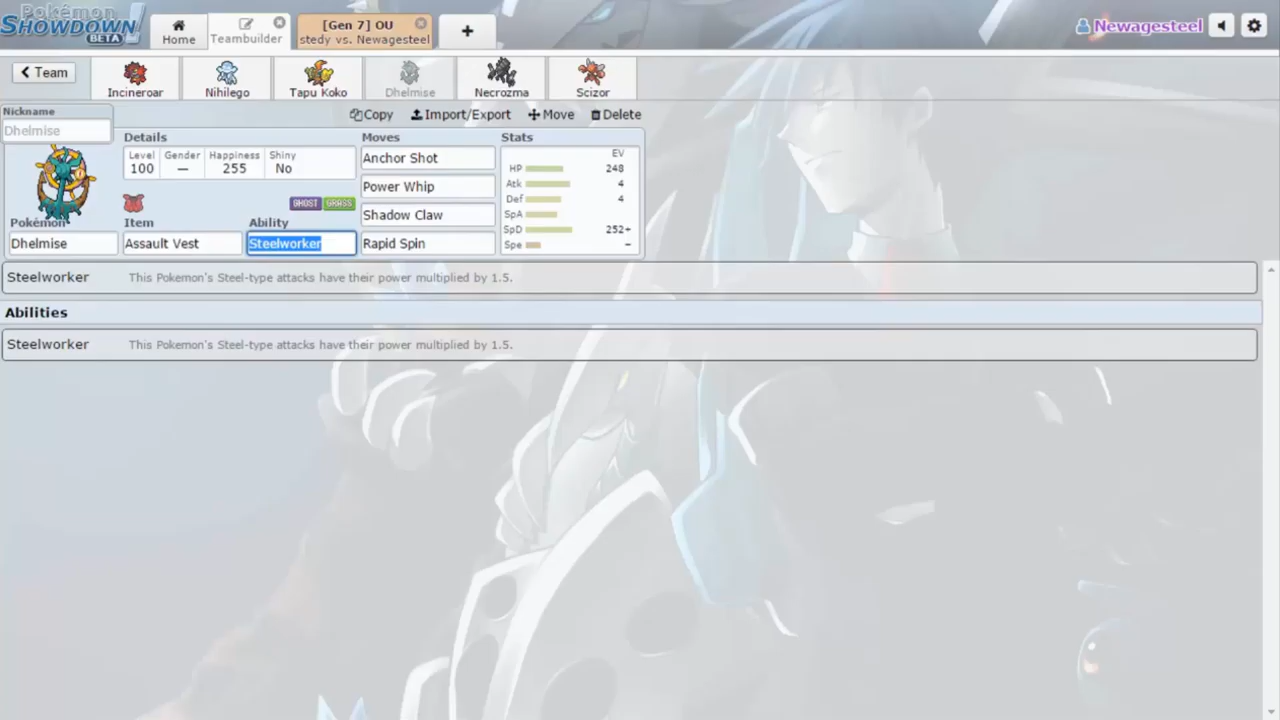 Pokémon
SHOWDOWN!
BETA
Home
Teambuilder
[Gen 7] OU
stedy vs. Newagesteel
+
Newagesteel
Team
Incineroar
Nihilego
Tapu Koko
Dhelmise
Necrozma
Scizor
Nickname
Dhelmise
Copy
Import/Export
Move
Delete
Details
Level
100
Gender
—
Happiness
255
Shiny
No
GHOST GRASS
Pokémon
Dhelmise
Item
Assault Vest
Ability
Steelworker
Moves
Anchor Shot
Power Whip
Shadow Claw
Rapid Spin
Stats
EV
HP 248
Atk 4
Def 4
SpA
SpD 252+
Spe –
Steelworker This Pokemon's Steel-type attacks have their power multiplied by 1.5.
Abilities
Steelworker This Pokemon's Steel-type attacks have their power multiplied by 1.5.